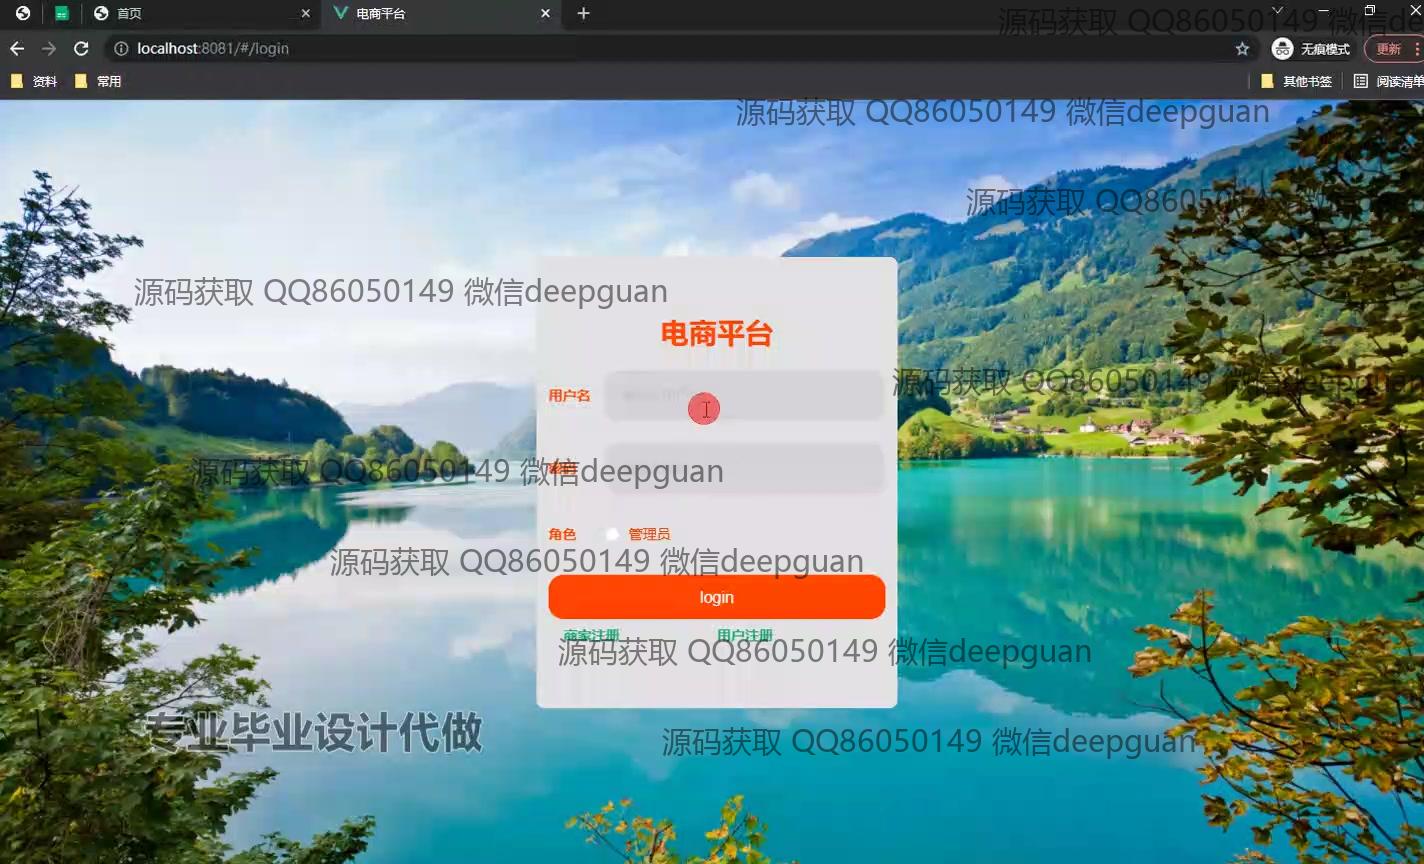 首页
电商平台
源码获取 QQ86050149 微信de
localhost:8081/#/login
无痕模式
更新
资料
常用
其他书签
阅读清单
源码获取 QQ86050149 微信deepguan
源码获取 QQ86050149
源码获取 QQ86050149 微信deepguan
电商平台
用户名
源码获取 QQ86050149 微信deepguan
源码获取 QQ86050149 微信deepguan
角色
管理员
源码获取 QQ86050149 微信deepguan
login
商家注册
用户注册
源码获取 QQ86050149 微信deepguan
专业毕业设计代做
源码获取 QQ86050149 微信deepguan